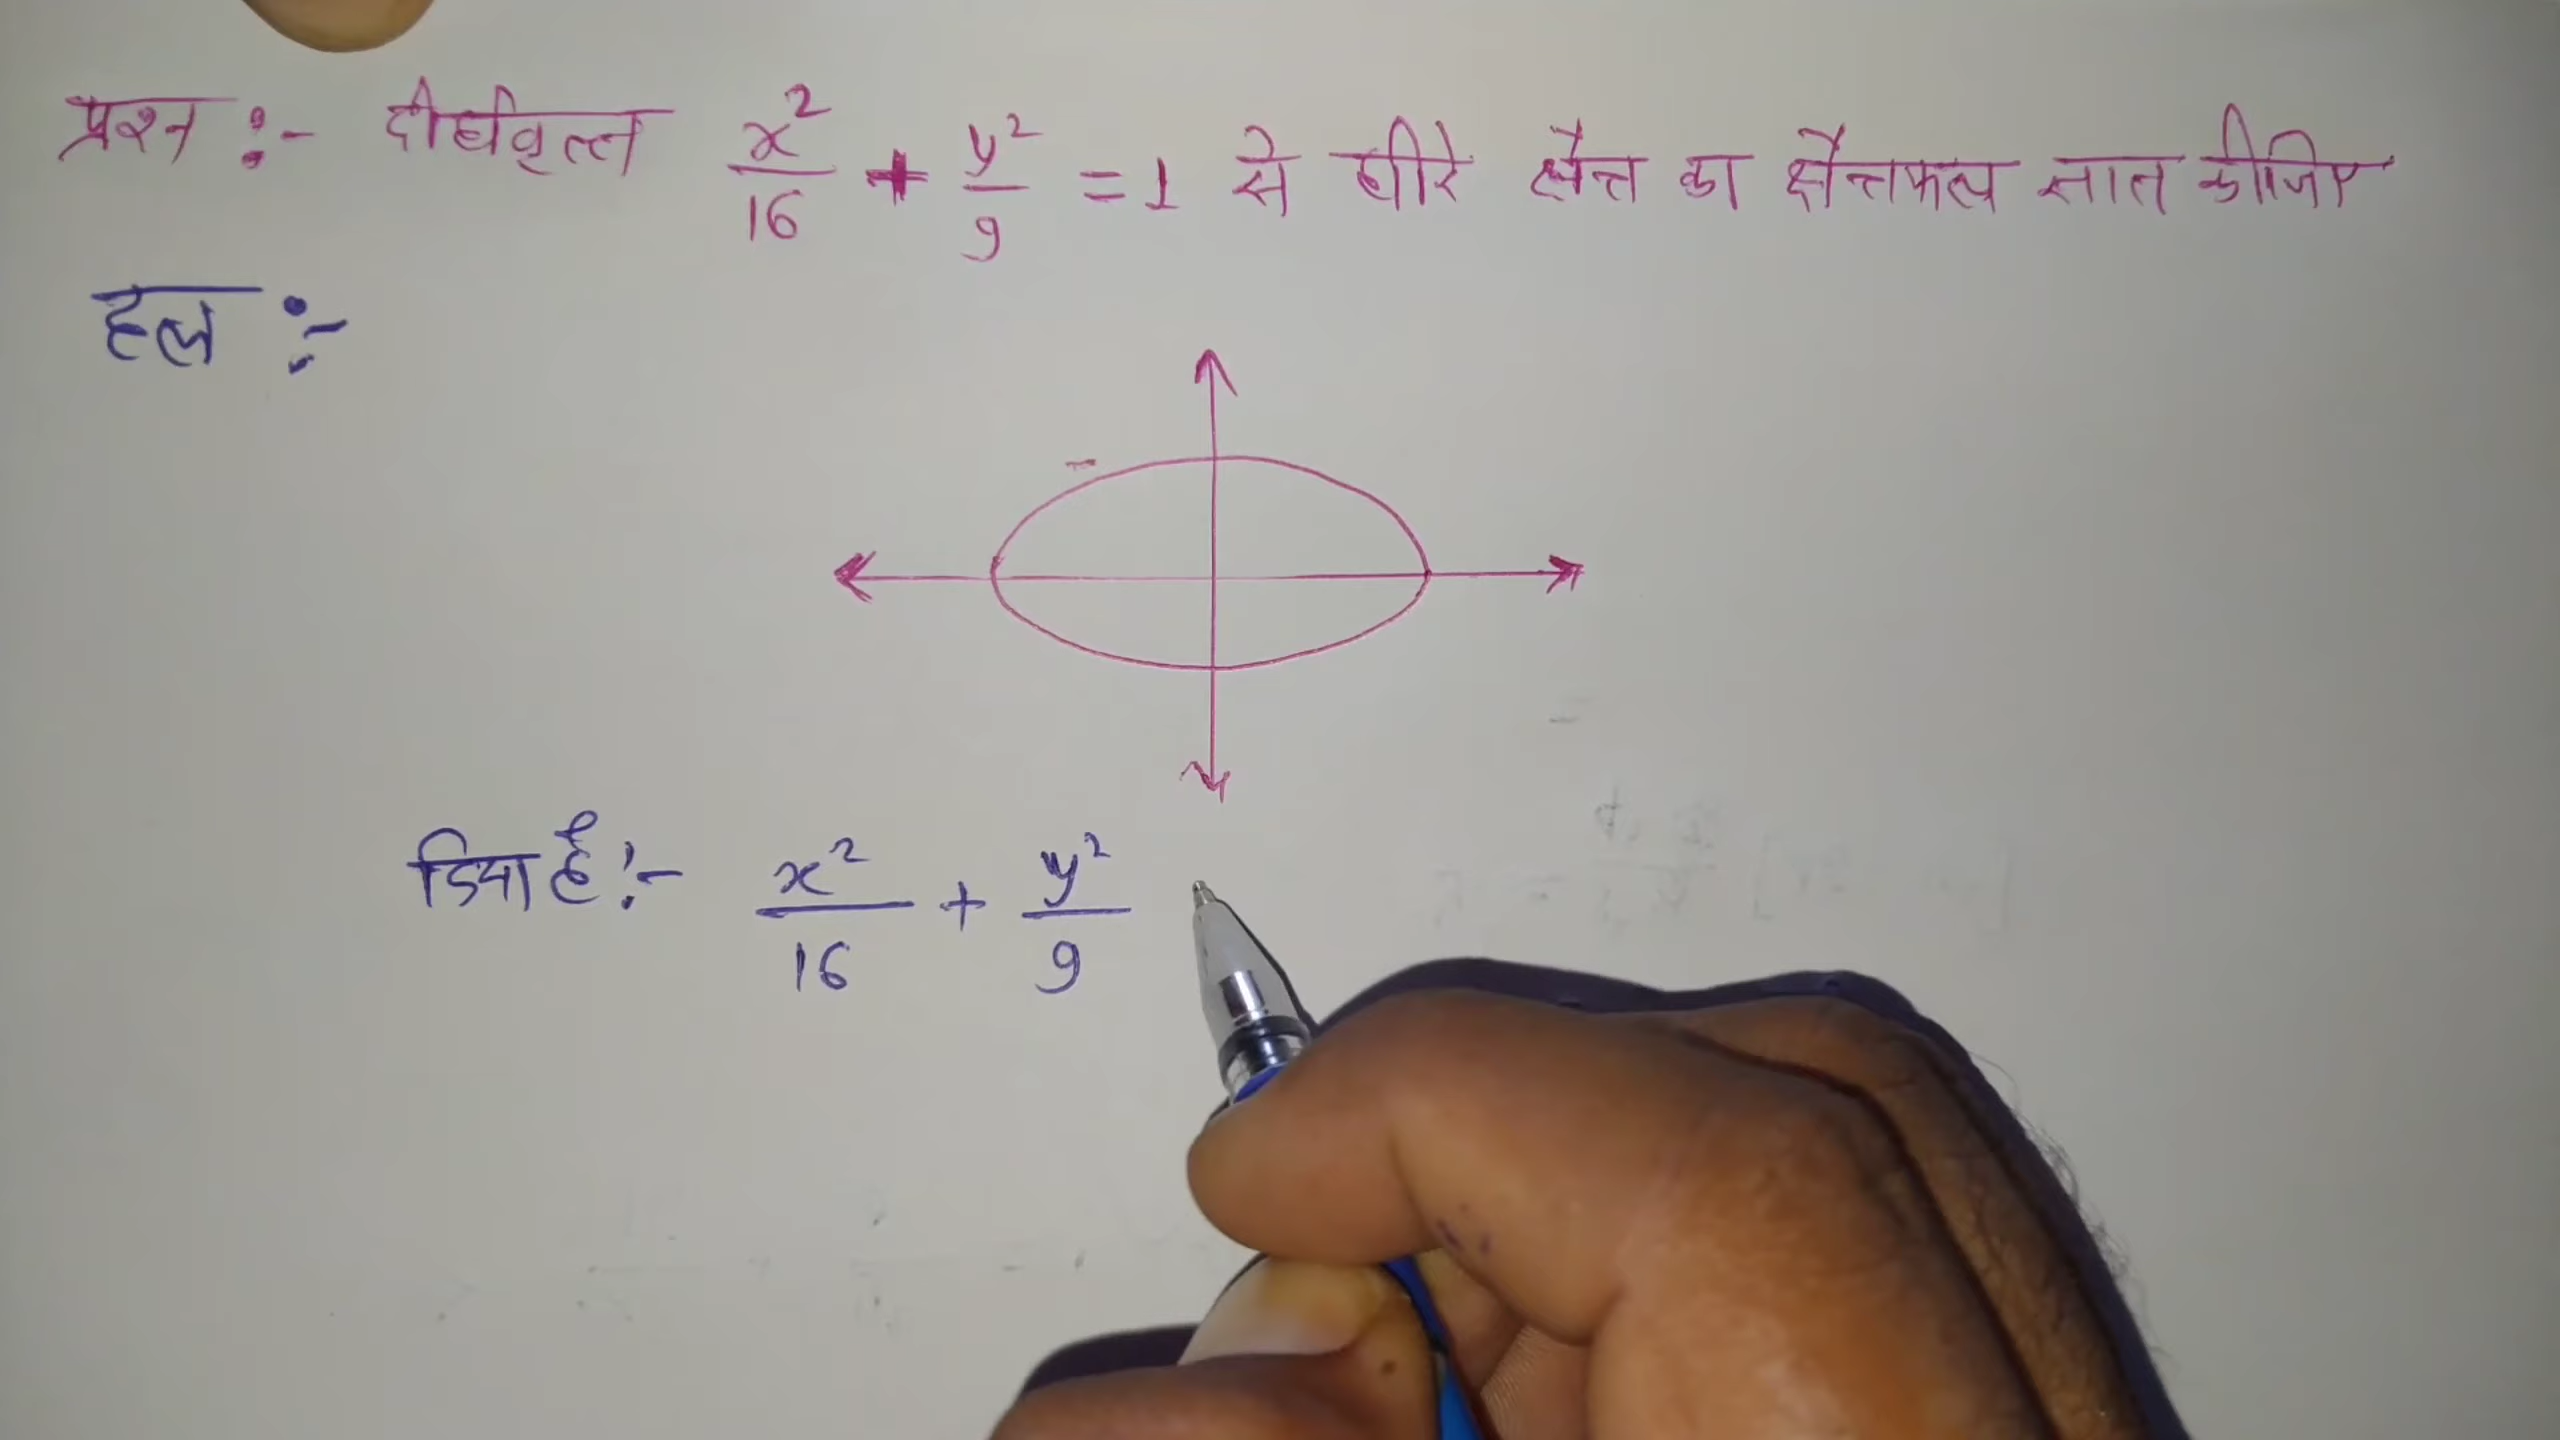 प्रश्न :- दीर्घवृत्त x²/16 + y²/9 = 1 से घीरे क्षैत्र का क्षैत्रफल ज्ञात कीजिए
हल :-
दिया है :- x²/16 + y²/9